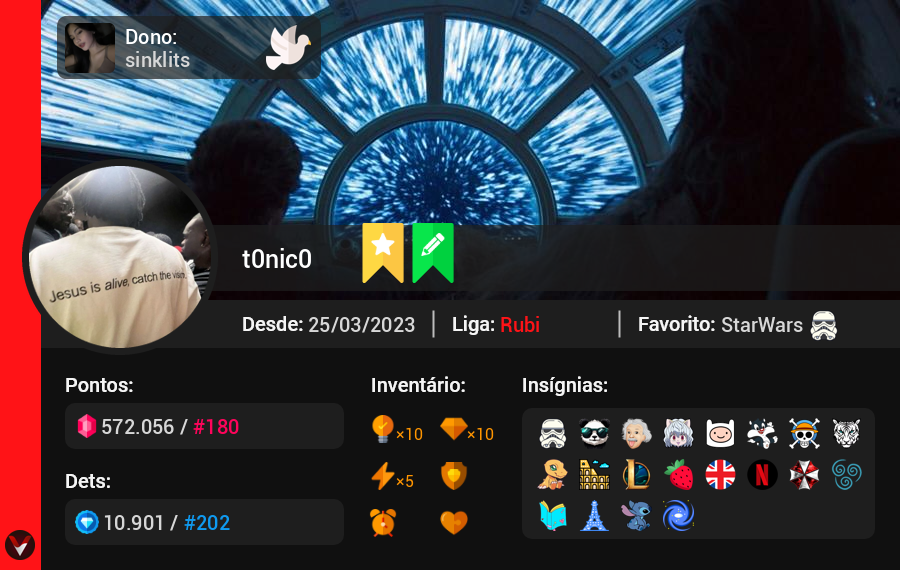 Dono:
sinklits
Jesus is alive, catch the vision.
t0nic0
Desde: 25/03/2023 | Liga: Rubi | Favorito: StarWars
Pontos:
572.056 / #180
Dets:
10.901 / #202
Inventário:
×10 ×10
×5
Insígnias:
L
N